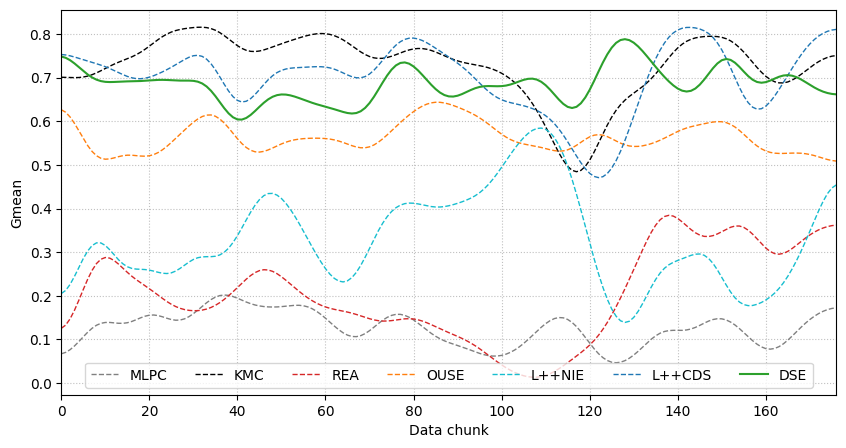 0.8
0.7
0.6
0.5
0.4
0.3
0.2
0.1
0.0
Gmean
MLPC KMC REA OUSE L++NIE L++CDS DSE
0 20 40 60 80 100 120 140 160
Data chunk